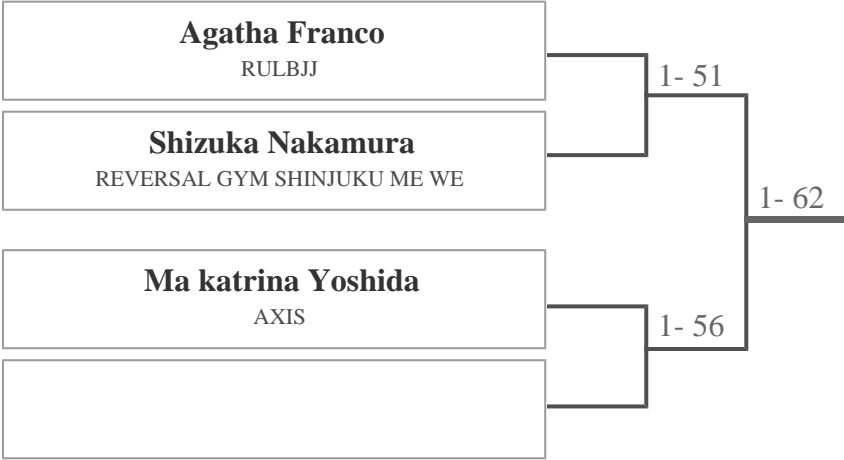 Agatha Franco
RULBJJ
1- 51
Shizuka Nakamura
REVERSAL GYM SHINJUKU ME WE
1- 62
Ma katrina Yoshida
AXIS
1- 56